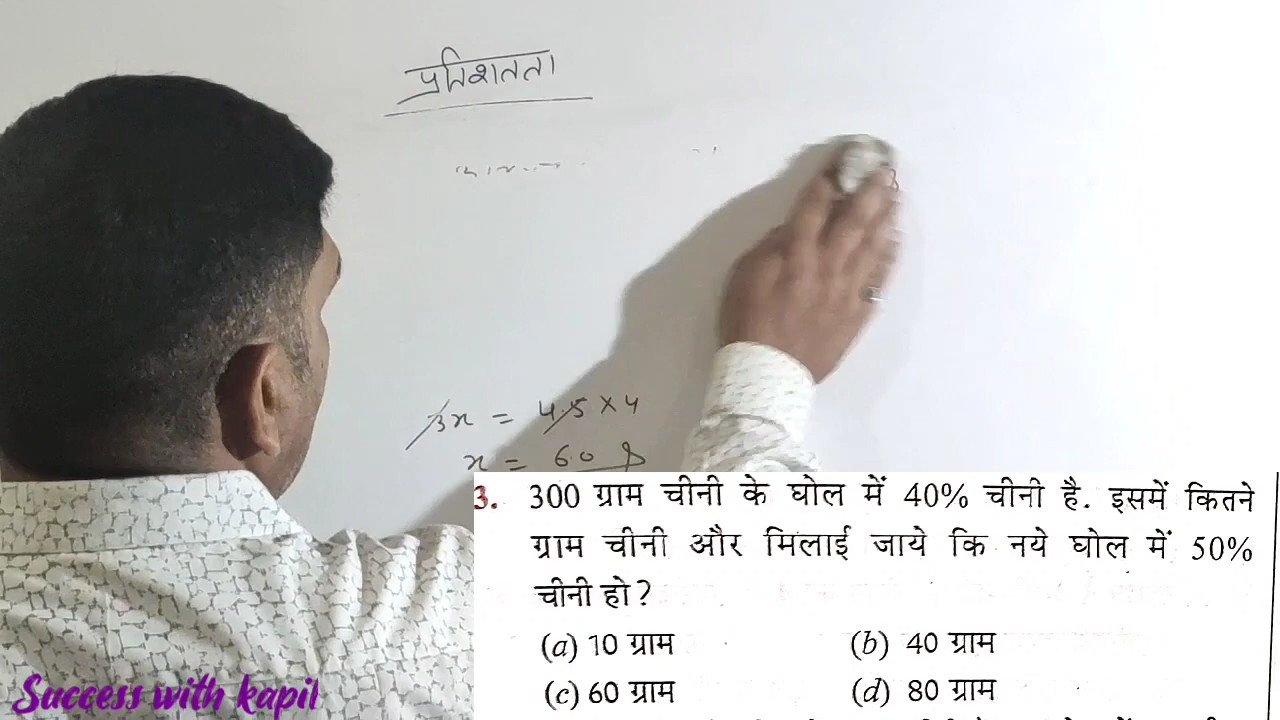 प्रतिशतता
3x = 45 × 4
x = 60
3. 300 ग्राम चीनी के घोल में 40% चीनी है. इसमें कितने
ग्राम चीनी और मिलाई जाये कि नये घोल में 50%
चीनी हो ?
(a) 10 ग्राम (b) 40 ग्राम
(c) 60 ग्राम (d) 80 ग्राम
Success with kapil